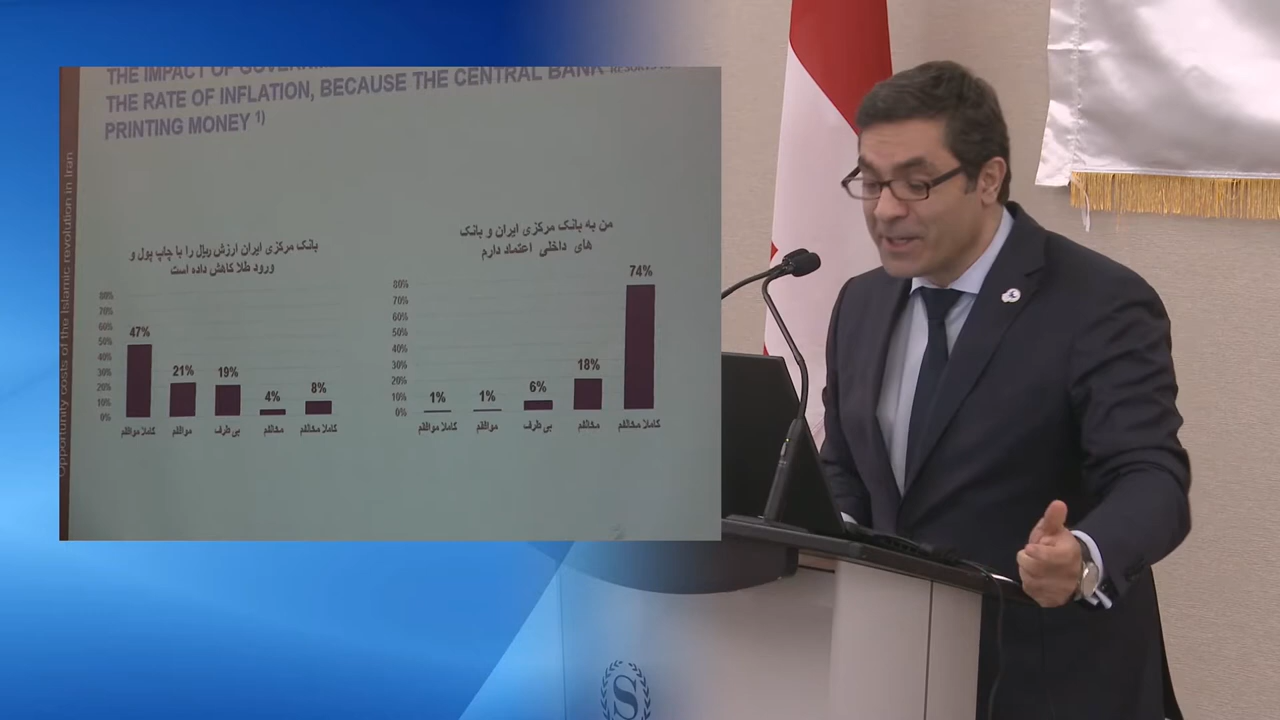 THE IMPACT OF
THE RATE OF INFLATION, BECAUSE THE CENTRAL BANK
PRINTING MONEY 1)
Opportunity costs of the Islamic revolution in Iran
بانک مرکزی ایران ارزش ریال را با چاپ پول و
ورود طلا کاهش داده است
80%
70%
60%
50%
40%
30%
20%
10%
0%
47%
21%
19%
4%
8%
کاملا موافقم
موافقم
بی طرف
مخالفم
کاملا مخالفم
من به بانک مرکزی ایران و بانک
های داخلی اعتماد دارم
80%
70%
60%
50%
40%
30%
20%
10%
0%
1%
1%
6%
18%
74%
کاملا موافقم
موافقم
بی طرف
مخالفم
کاملا مخالفم
S